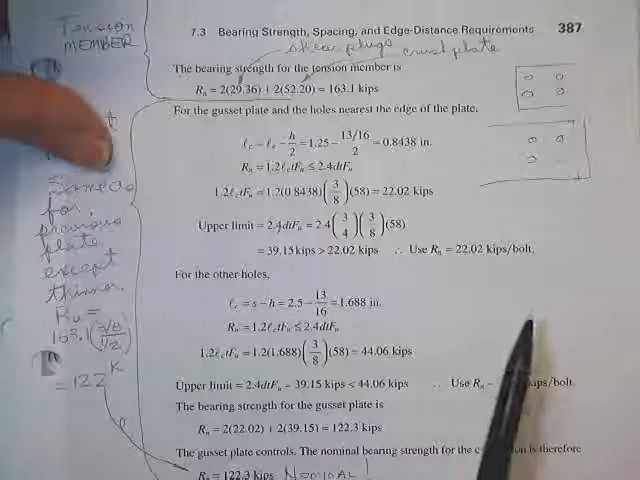 7.3 Bearing Strength, Spacing, and Edge-Distance Requirements 387
Tension
MEMBER
shear plugs crush plate
The bearing strength for the tension member is
Rn = 2(29.36) + 2(52.20) = 163.1 kips
For the gusset plate and the holes nearest the edge of the plate,
ℓc = ℓe − h/2 = 1.25 − (13/16)/2 = 0.8438 in.
Rn = 1.2ℓctFu ≤ 2.4dtFu
1.2ℓctFu = 1.2(0.8438)(3/8)(58) = 22.02 kips
Upper limit = 2.4dtFu = 2.4(3/4)(3/8)(58)
= 39.15 kips > 22.02 kips ∴ Use Rn = 22.02 kips/bolt.
For the other holes,
ℓc = s − h = 2.5 − 13/16 = 1.688 in.
Rn = 1.2ℓctFu ≤ 2.4dtFu
1.2ℓctFu = 1.2(1.688)(3/8)(58) = 44.06 kips
Upper limit = 2.4dtFu = 39.15 kips < 44.06 kips ∴ Use Rn = kips/bolt.
The bearing strength for the gusset plate is
Rn = 2(22.02) + 2(39.15) = 122.3 kips
The gusset plate controls. The nominal bearing strength for the is therefore
Rn = 122.3 kips NOMINAL!
Same as
for
previous
plate
except
thinner.
Rn =
163.1(3/8 / 1/2)
= 122 K